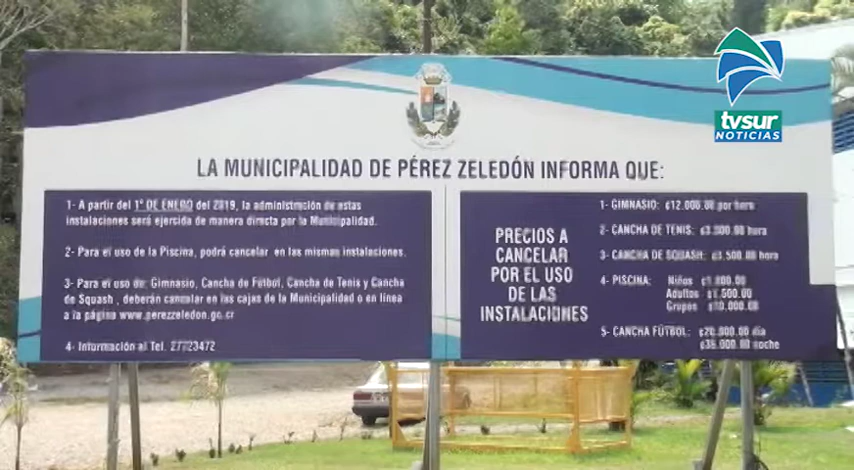 tvsur
NOTICIAS
LA MUNICIPALIDAD DE PÉREZ ZELEDÓN INFORMA QUE:
1- A partir del 1º DE ENERO del 2019, la administración de estas
instalaciones será ejercida de manera directa por la Municipalidad.
2- Para el uso de la Piscina, podrá cancelar en las mismas instalaciones.
3- Para el uso de: Gimnasio, Cancha de Fútbol, Cancha de Tenis y Cancha
de Squash , deberán cancelar en las cajas de la Municipalidad o en línea
a la página www.perezzeledon.go.cr
4- Información al Tel. 27723472
PRECIOS A
CANCELAR
POR EL USO
DE LAS
INSTALACIONES
1- GIMNASIO: ¢12.000.00 por hora
2- CANCHA DE TENIS: ¢3.000.00 hora
3- CANCHA DE SQUASH: ¢3.500.00 hora
4- PISCINA: Niños ¢1.000.00
Adultos ¢1.500.00
Grupos ¢10.000.00
5- CANCHA FÚTBOL: ¢20.000.00 día
¢35.000.00 noche